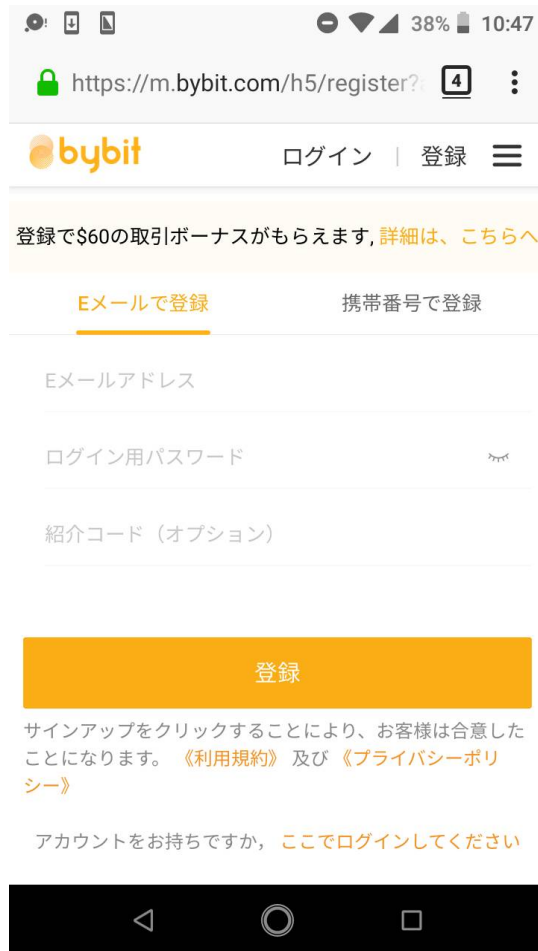 38% 10:47
https://m.bybit.com/h5/register? 4
bybit ログイン | 登録
登録で$60の取引ボーナスがもらえます, 詳細は、こちらへ
Eメールで登録 携帯番号で登録
Eメールアドレス
ログイン用パスワード
紹介コード（オプション）
登録
サインアップをクリックすることにより、お客様は合意した
ことになります。 《利用規約》 及び 《プライバシーポリ
シー》
アカウントをお持ちですか， ここでログインしてください